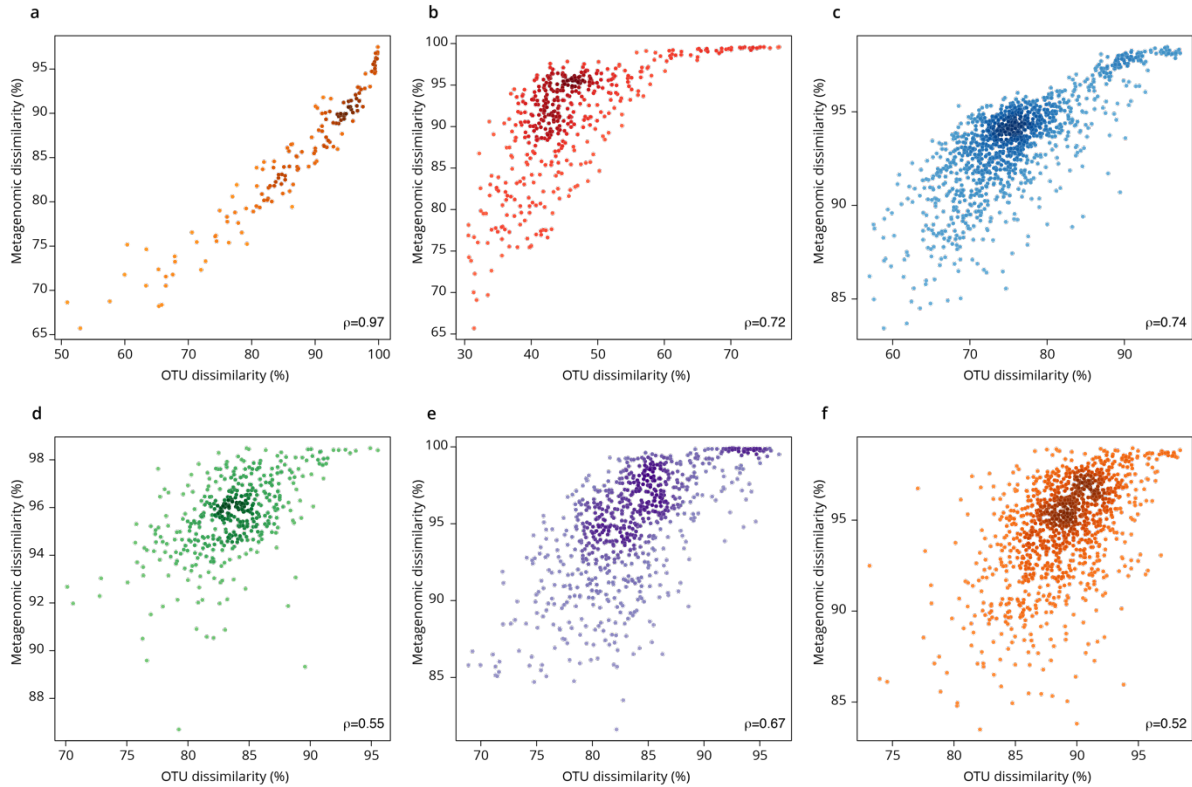 a
95
90
85
80
75
70
65
Metagenomic dissimilarity (%)
50 60 70 80 90 100
OTU dissimilarity (%)
ρ=0.97
b
100
95
90
85
80
75
70
65
Metagenomic dissimilarity (%)
30 40 50 60 70
OTU dissimilarity (%)
ρ=0.72
c
95
90
85
Metagenomic dissimilarity (%)
60 70 80 90
OTU dissimilarity (%)
ρ=0.74
d
98
96
94
92
90
88
Metagenomic dissimilarity (%)
70 75 80 85 90 95
OTU dissimilarity (%)
ρ=0.55
e
100
95
90
85
Metagenomic dissimilarity (%)
70 75 80 85 90 95
OTU dissimilarity (%)
ρ=0.67
f
95
90
85
Metagenomic dissimilarity (%)
75 80 85 90 95
OTU dissimilarity (%)
ρ=0.52